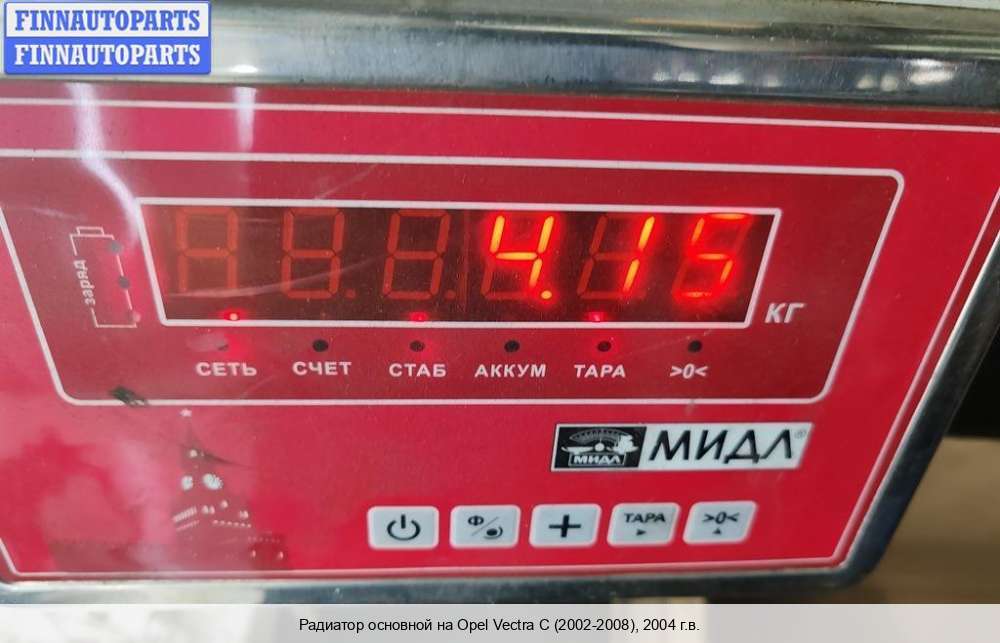 FINNAUTOPARTS
FINNAUTOPARTS
заряд
4.15
КГ
СЕТЬ СЧЕТ СТАБ АККУМ ТАРА >0<
МИДЛ МИДЛ®
Ф ТАРА >0<
Радиатор основной на Opel Vectra C (2002-2008), 2004 г.в.